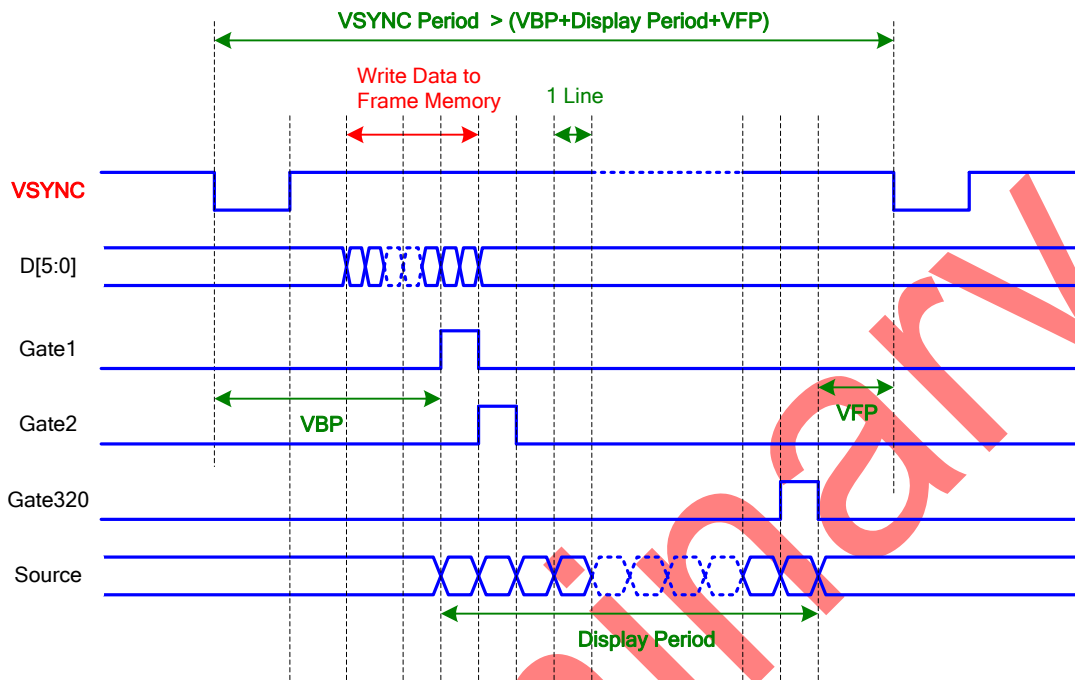 VSYNC Period > (VBP+Display Period+VFP)
Write Data to
Frame Memory
1 Line
VSYNC
D[5:0]
Gate1
VBP
VFP
Gate2
Gate320
Source
Display Period
inary